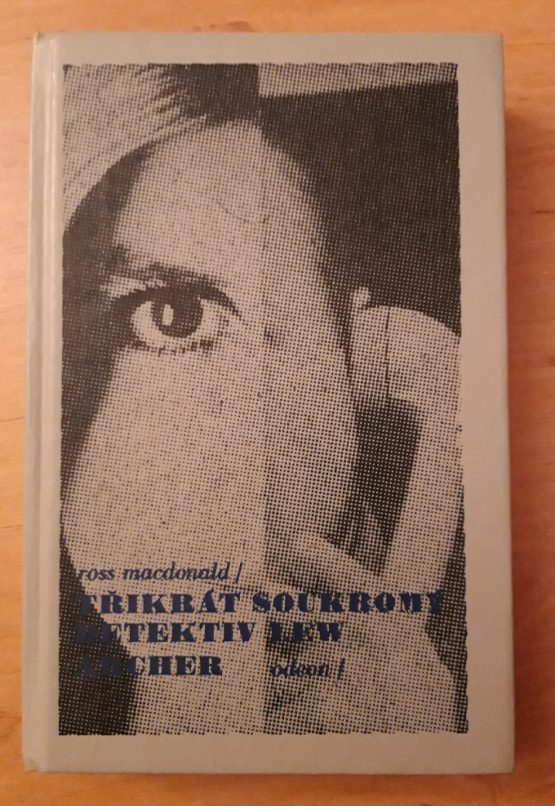 ross macdonald/
TŘIKRÁT SOUKROMÝ
DETEKTIV LEW
ARCHER odeon/